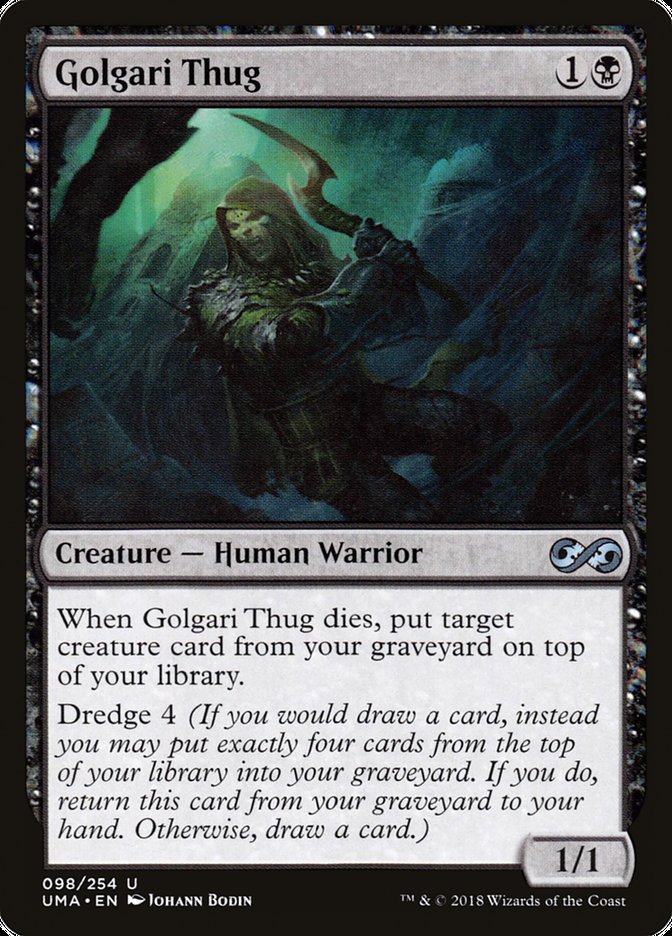 Golgari Thug 1
Creature — Human Warrior
When Golgari Thug dies, put target
creature card from your graveyard on top
of your library.
Dredge 4 (If you would draw a card, instead
you may put exactly four cards from the top
of your library into your graveyard. If you do,
return this card from your graveyard to your
hand. Otherwise, draw a card.)
1/1
098/254 U
UMA • EN Johann Bodin
™ & © 2018 Wizards of the Coast